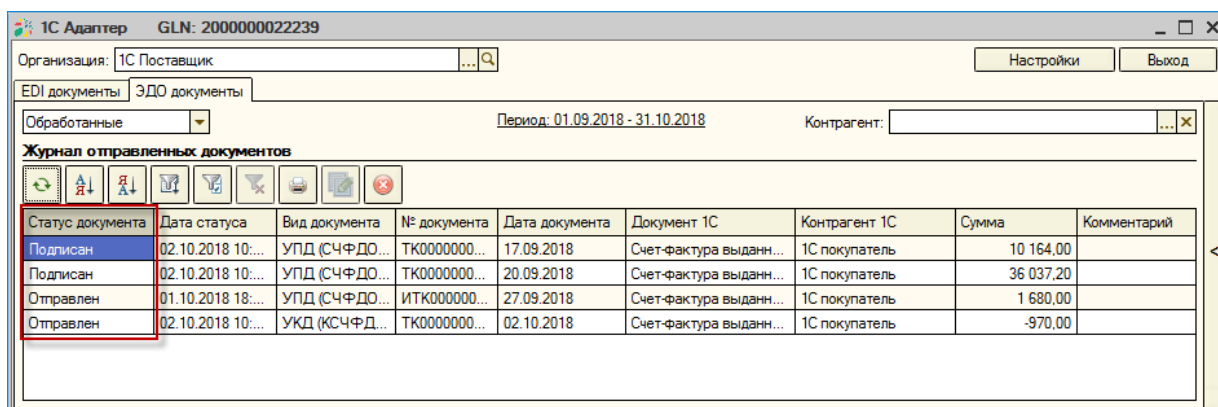 1С Адаптер GLN: 2000000022239
Организация: 1С Поставщик ... Настройки Выход
EDI документы ЭДО документы
Обработанные Период: 01.09.2018 - 31.10.2018 Контрагент: ...
Журнал отправленных документов
Статус документа Дата статуса Вид документа № документа Дата документа Документ 1С Контрагент 1С Сумма Комментарий
Подписан 02.10.2018 10:... УПД (СЧФДО... ТК0000000... 17.09.2018 Счет-фактура выданн... 1С покупатель 10 164,00
Подписан 02.10.2018 10:... УПД (СЧФДО... ТК0000000... 20.09.2018 Счет-фактура выданн... 1С покупатель 36 037,20
Отправлен 01.10.2018 18:... УПД (СЧФДО... ИТК000000... 27.09.2018 Счет-фактура выданн... 1С покупатель 1 680,00
Отправлен 02.10.2018 10:... УКД (КСЧФД... ТК0000000... 02.10.2018 Счет-фактура выданн... 1С покупатель -970,00